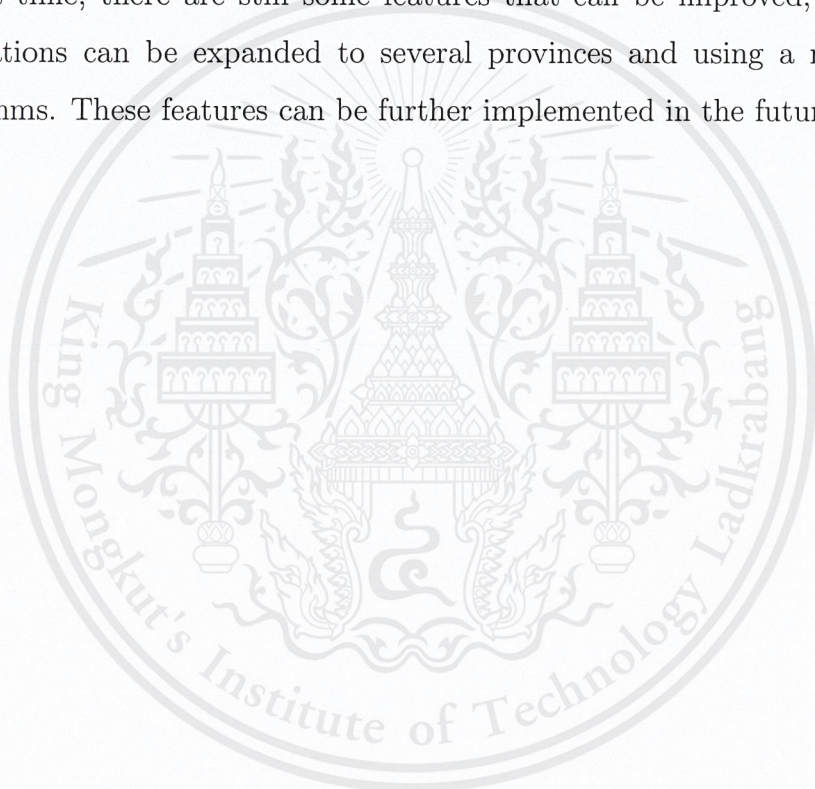 time, there are still some features that can be improved,
ations can be expanded to several provinces and using a
hms. These features can be further implemented in the futur
King Mongkut's Institute of Technology Ladkrabang